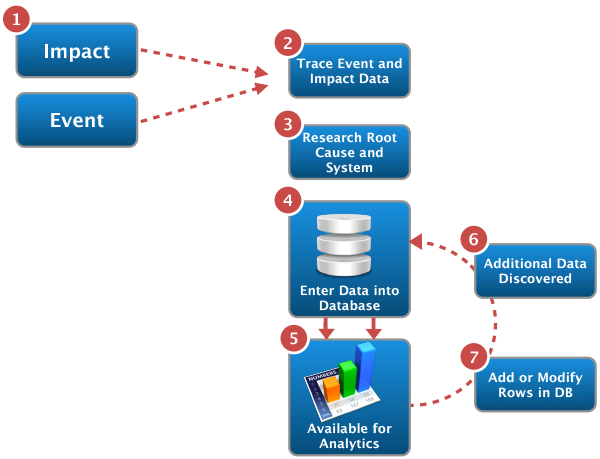 1
Impact
Event
2
Trace Event and
Impact Data
3
Research Root
Cause and
System
4
Enter Data into
Database
5
NUMBERS
Available for
Analytics
6
Additional Data
Discovered
7
Add or Modify
Rows in DB